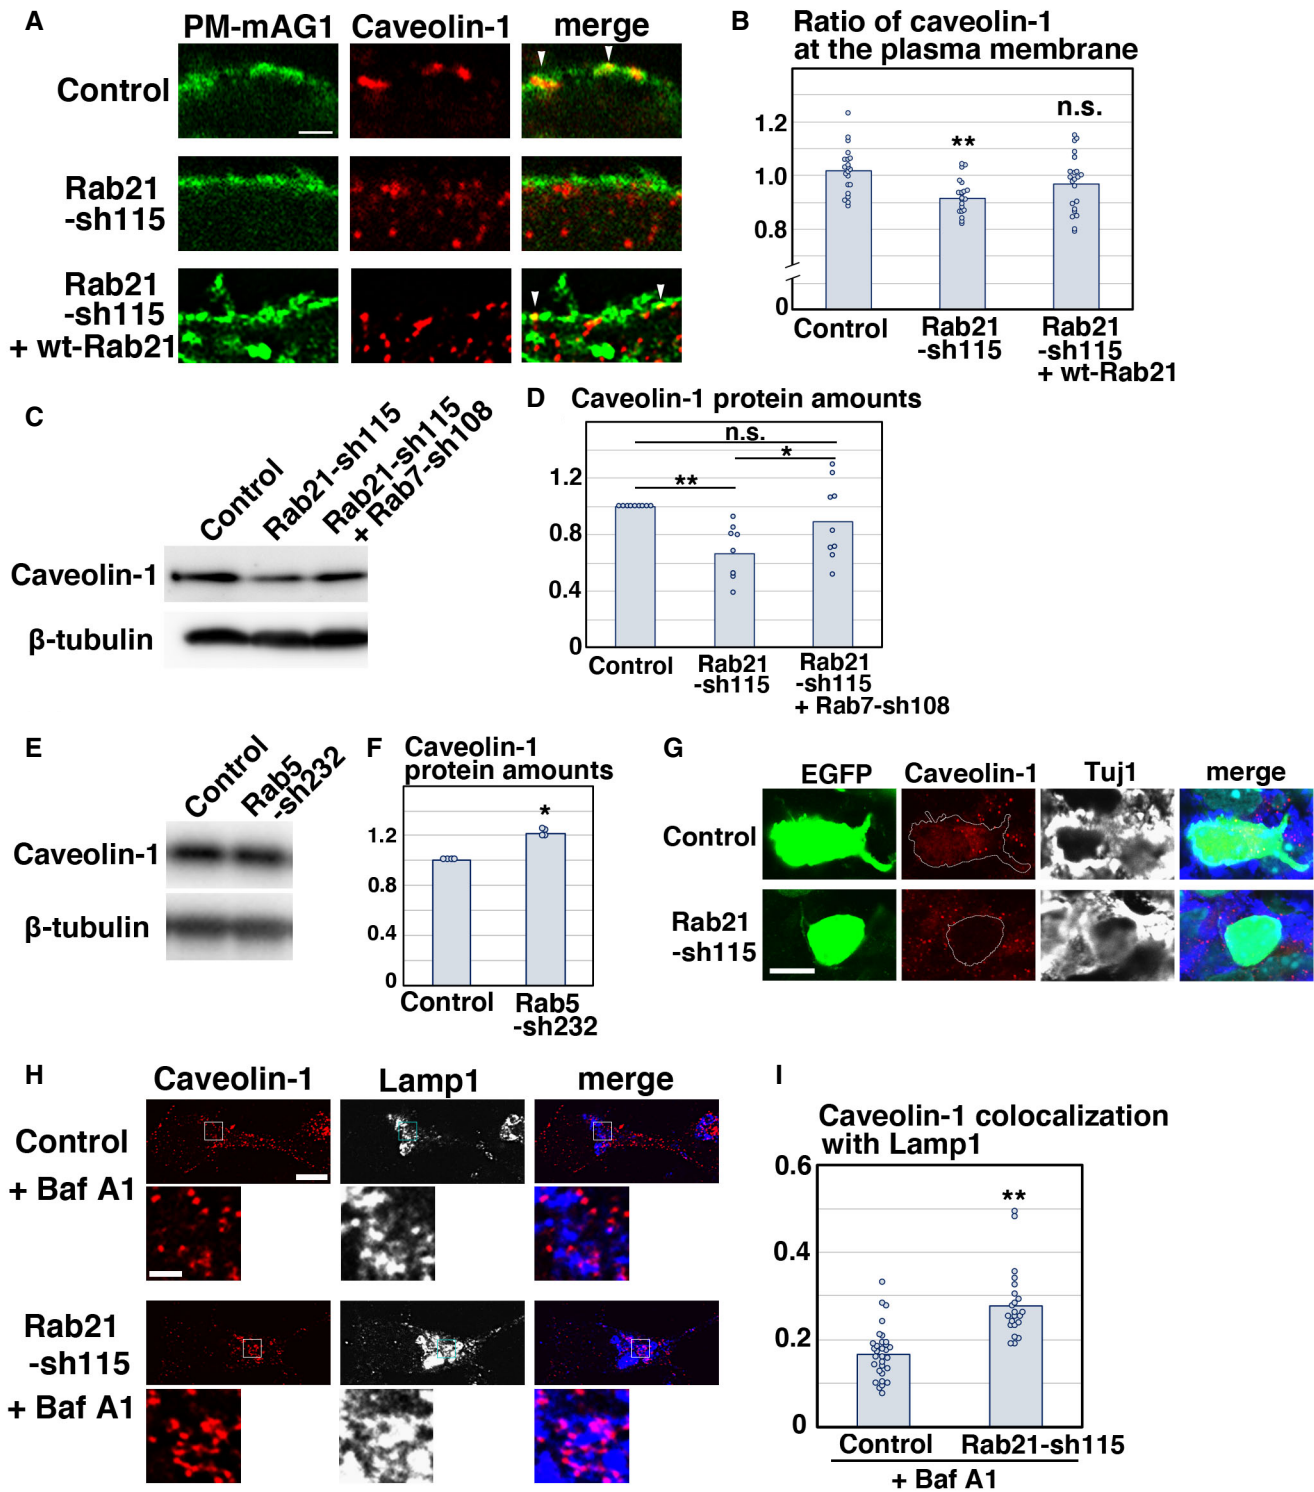 A
PM-mAG1 Caveolin-1 merge
Control
Rab21
-sh115
Rab21
-sh115
+ wt-Rab21
B
Ratio of caveolin-1
at the plasma membrane
1.2
1.0
0.8
0
**
n.s.
Control
Rab21
-sh115
Rab21
-sh115
+ wt-Rab21
C
Control
Rab21-sh115
Rab21-sh115
+ Rab7-sh108
Caveolin-1
β-tubulin
D
Caveolin-1 protein amounts
n.s.
*
**
1.2
0.8
0.4
0
Control
Rab21
-sh115
Rab21
-sh115
+ Rab7-sh108
E
Control
Rab5
-sh232
Caveolin-1
β-tubulin
F
Caveolin-1
protein amounts
*
1.2
0.8
0.4
0
Control
Rab5
-sh232
G
EGFP Caveolin-1 Tuj1 merge
Control
Rab21
-sh115
H
Caveolin-1 Lamp1 merge
Control
+ Baf A1
Rab21
-sh115
+ Baf A1
I
Caveolin-1 colocalization
with Lamp1
0.6
0.4
0.2
0
**
Control Rab21-sh115
+ Baf A1